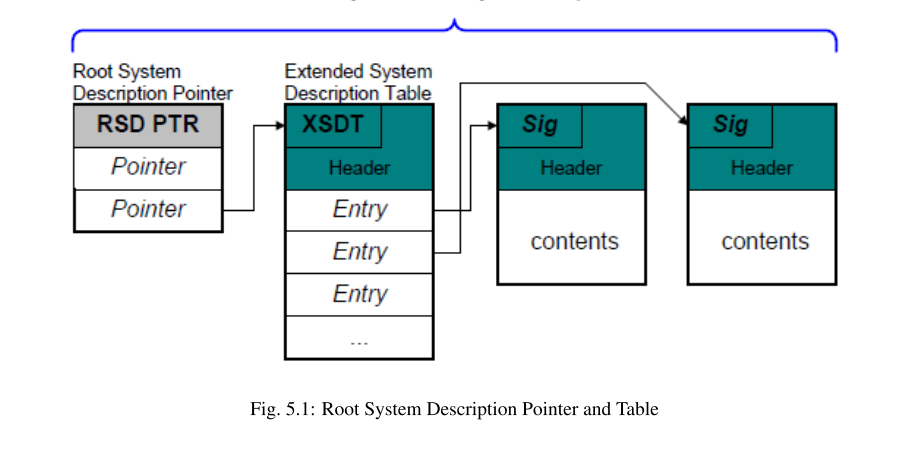 Root System
Description Pointer
RSD PTR
Pointer
Pointer
Extended System
Description Table
XSDT
Header
Entry
Entry
Entry
...
Sig
Header
contents
Sig
Header
contents
Fig. 5.1: Root System Description Pointer and Table